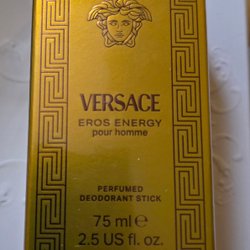 VERSACE
EROS ENERGY
pour homme
PERFUMED
DEODORANT STICK
75 ml ℮
2.5 US fl. oz.